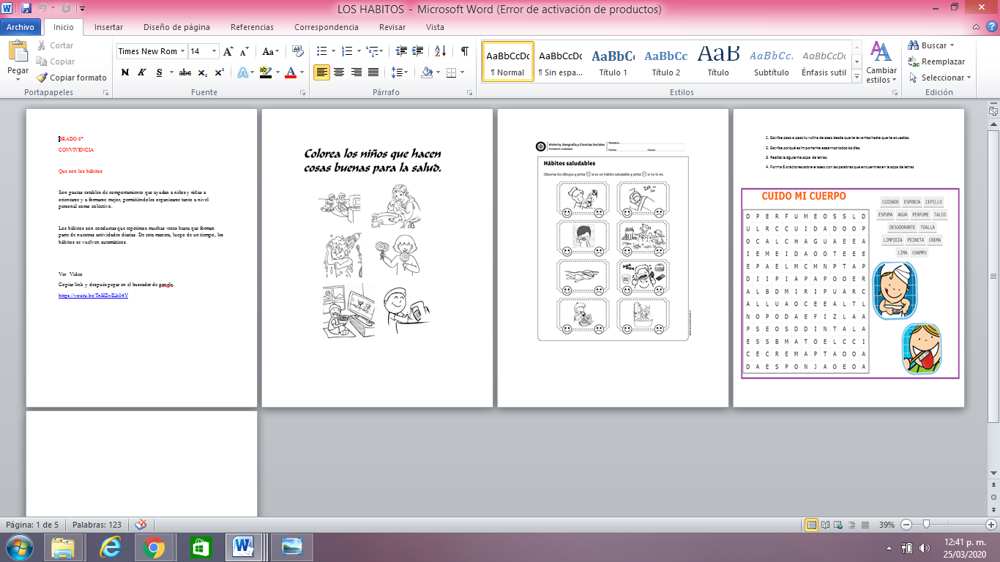 LOS HABITOS - Microsoft Word (Error de activación de productos)
Archivo Inicio Insertar Diseño de página Referencias Correspondencia Revisar Vista
Pegar
Cortar
Copiar
Copiar formato
Portapapeles
Times New Rom 14
N K S abc x₂ x²
Fuente
Párrafo
AaBbCcDc AaBbCcDc AaBbCc AaBbCc AaB AaBbCc. AaBbCcDc
¶ Normal ¶ Sin espa... Título 1 Título 2 Título Subtítulo Énfasis sutil
Cambiar
estilos
Estilos
Buscar
Reemplazar
Seleccionar
Edición
GRADO 6°
CONVIVENCIA
Que son los hábitos
Son pautas estables de comportamiento que ayudan a niños y niñas a
orientarse y a formarse mejor, permitiéndoles organizarse tanto a nivel
personal como colectivo.
Los hábitos son conductas que repetimos muchas veces hasta que forman
parte de nuestras actividades diarias. De esta manera, luego de un tiempo, los
hábitos se vuelven automáticos.
Ver Video
Copiar link y después pegar en el buscador de google.
Colorea los niños que hacen
cosas buenas para la salud.
Historia, Geografía y Ciencias Sociales
Formación ciudadana
Nombre:
Fecha: Curso:
Hábitos saludables
Observa los dibujos y pinta si es un hábito saludable y pinta si no lo es.
1. Escribe paso a paso tu rutina de aseo desde que te levantas hasta que te acuestas.
2. Escribe porqué es importante asearnos todos los días.
3. Realiza la siguiente sopa de letras.
4. Forma 6 oraciones sobre el aseo con las palabras que encuentres en la sopa de letras
CUIDO MI CUERPO
D P E R F U M E O S S L D
U L R C C U I D A D O O P
O C A L C H A G U A E E A
I E M E I D A O O T E E E
E P A E L M C M N P T A P
D I I P I A P A P O O E R
A L B D M I R I P U A R C
A L L U A O C E E A L T L
N O P O D A E F I Z L A A
P S E O S D D I N T A L A
E S S B M A T O E L C C I
C E C R E M A P T A O O A
D A E S P O N J A O E O A
CUIDADO ESPONJA CEPILLO
ESPUMA AGUA PERFUME TALCO
DESODORANTE TOALLA
LIMPIEZA PEINETA CREMA
LIMA CHAMPU
Página: 1 de 5 Palabras: 123 39%
12:41 p. m.
25/03/2020